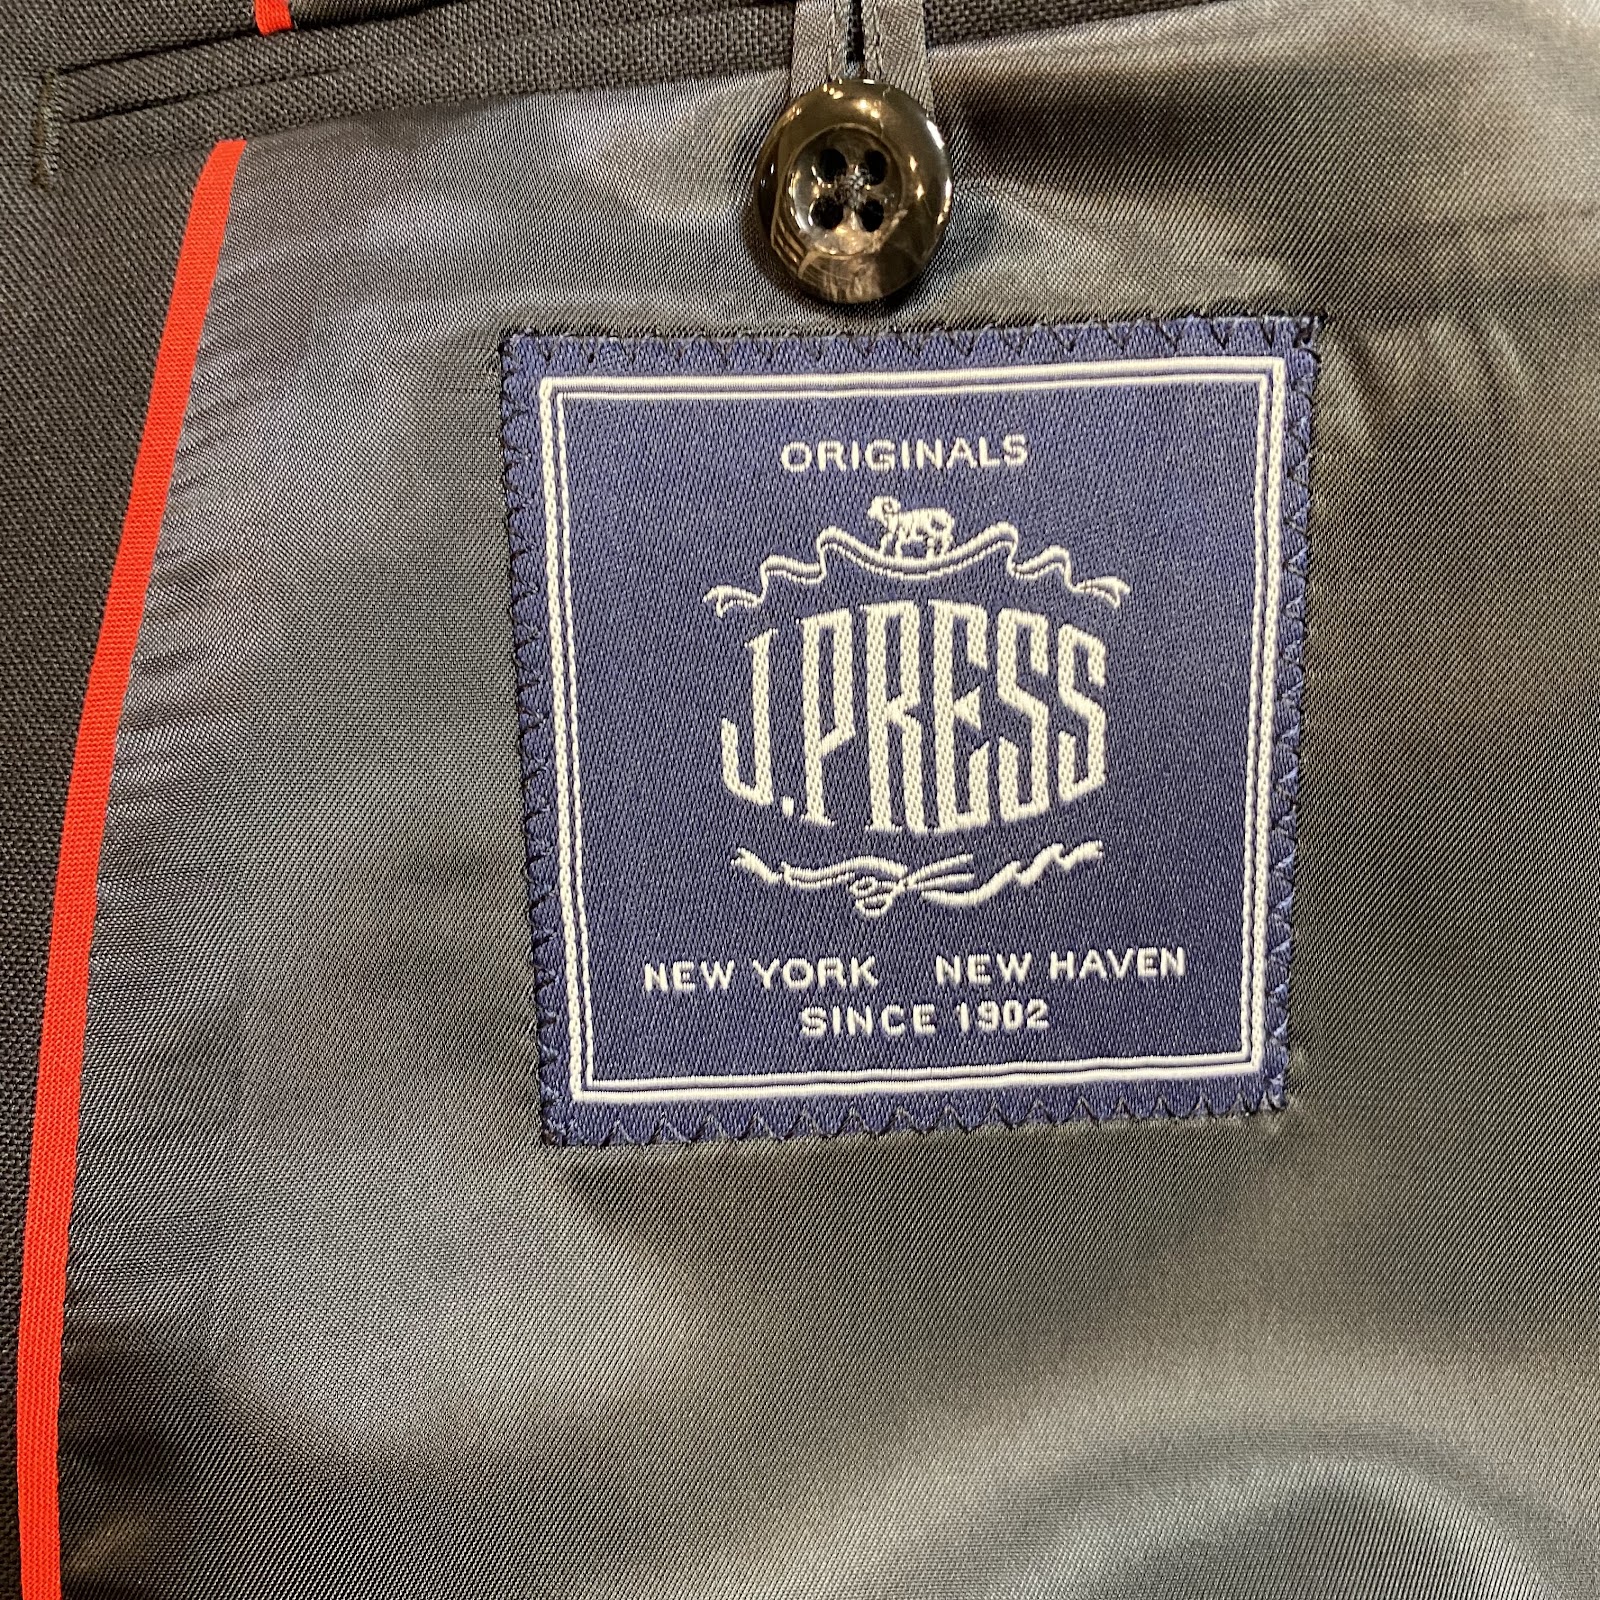 ORIGINALS
J.PRESS
NEW YORK NEW HAVEN
SINCE 1902